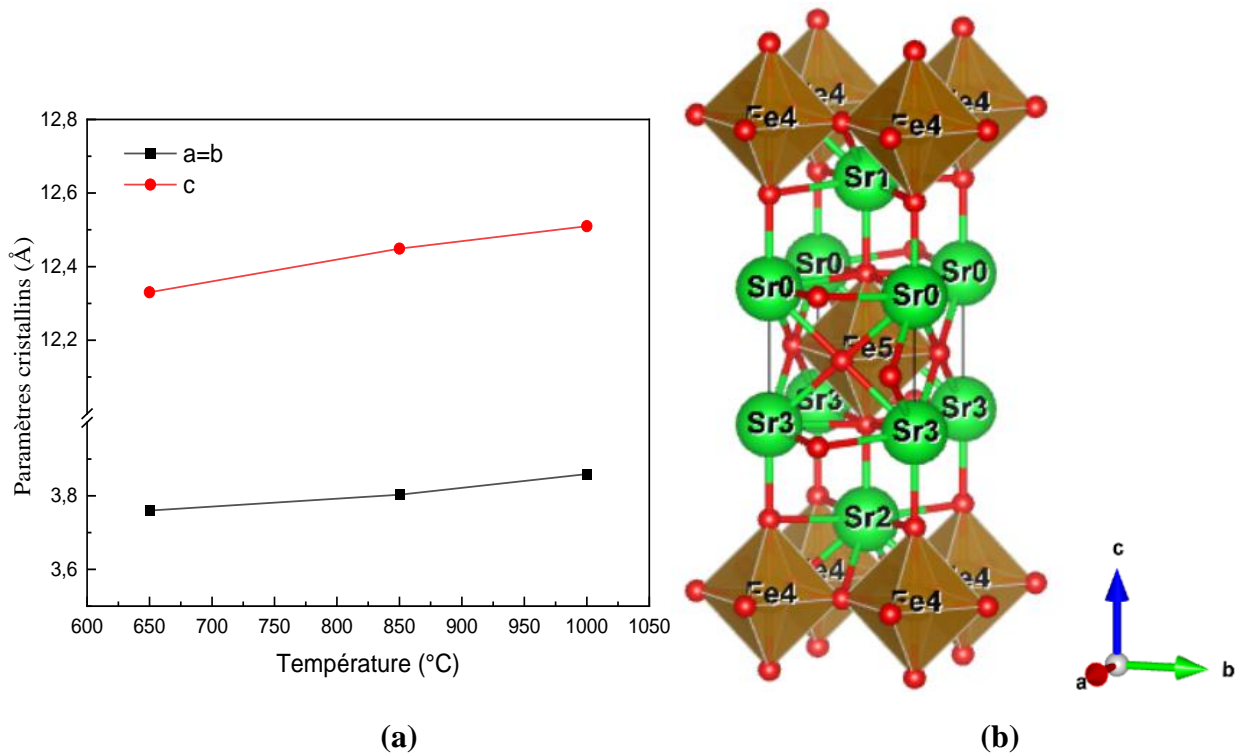 12,8
12,6
12,4
12,2
3,8
3,6
Paramètres cristallins (Å)
a=b
c
600 650 700 750 800 850 900 950 1000 1050
Température (°C)
(a)
Fe4
Fe4
Sr1
Sr0
Sr0
Sr0
Sr0
Fe5
Sr3
Sr3
Sr3
Sr3
Sr2
Fe4
Fe4
c
a
b
(b)